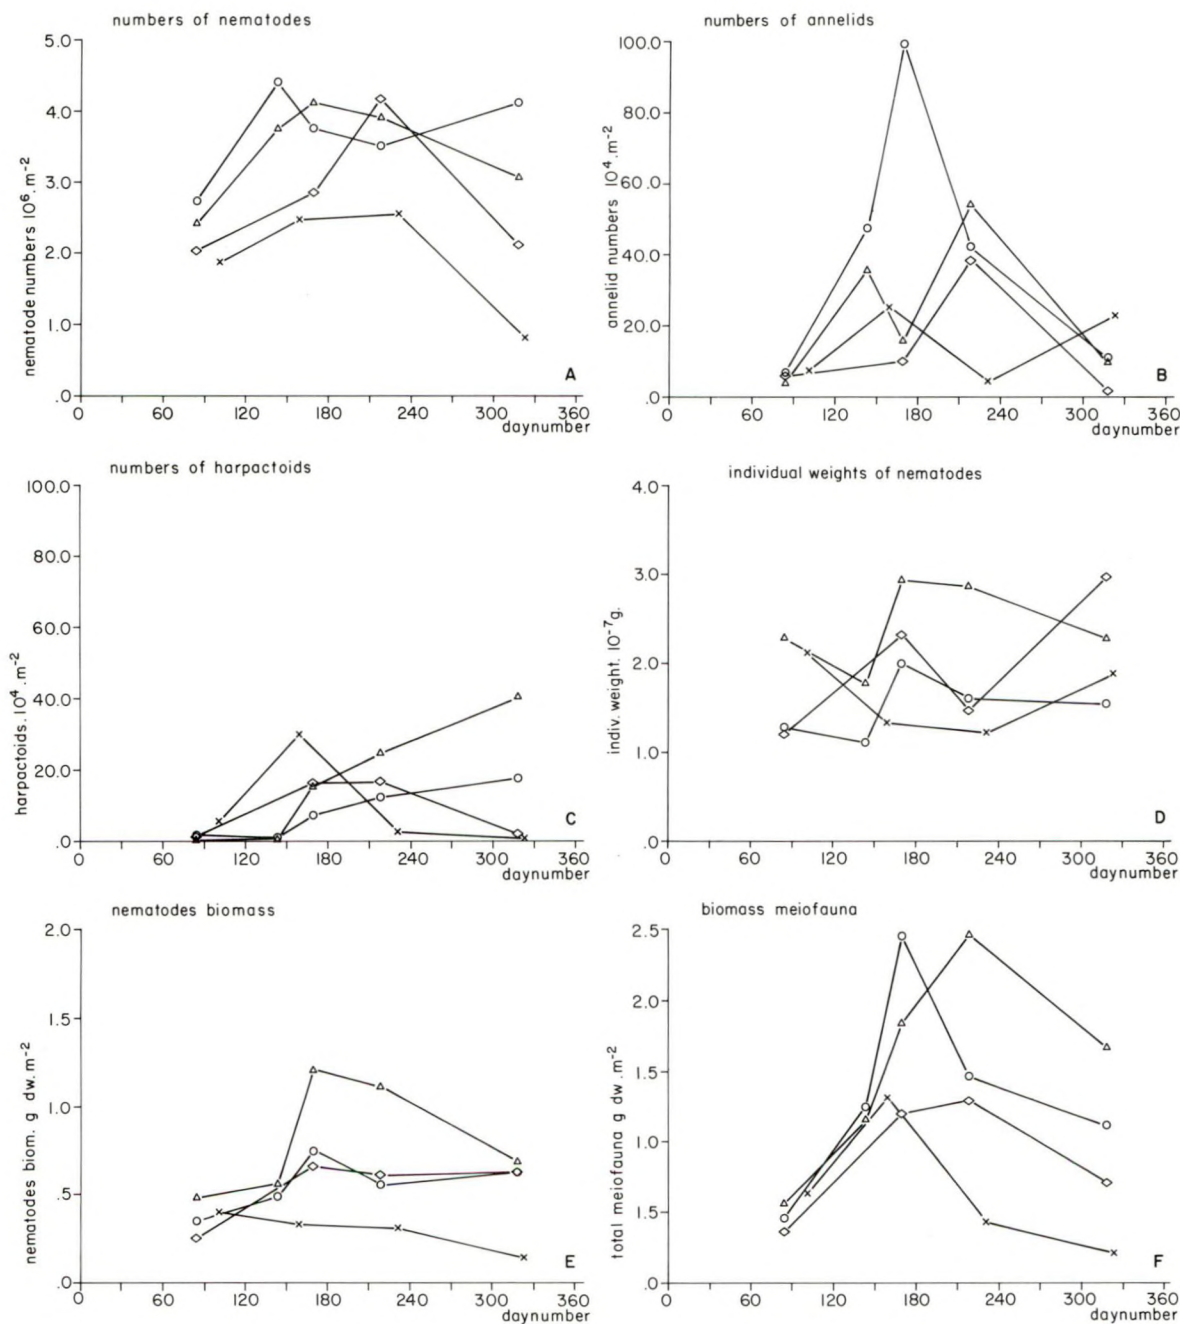 numbers of nematodes
5.0
4.0
3.0
2.0
1.0
.0
nematode numbers 10⁶.m⁻²
0 60 120 180 240 300 360
daynumber
A
numbers of annelids
100.0
80.0
60.0
40.0
20.0
.0
annelid numbers 10⁴.m⁻²
0 60 120 180 240 300 360
daynumber
B
numbers of harpactoids
100.0
80.0
60.0
40.0
20.0
.0
harpactoids.10⁴.m⁻²
0 60 120 180 240 300 360
daynumber
C
individual weights of nematodes
4.0
3.0
2.0
1.0
.0
indiv. weight. 10⁻⁷g.
0 60 120 180 240 300 360
daynumber
D
nematodes biomass
2.0
1.5
1.0
.5
.0
nematodes biom. g dw.m⁻²
0 60 120 180 240 300 360
daynumber
E
biomass meiofauna
2.5
2.0
1.5
1.0
1.5
.0
total meiofauna g dw.m⁻²
0 60 120 180 240 300 360
daynumber
F